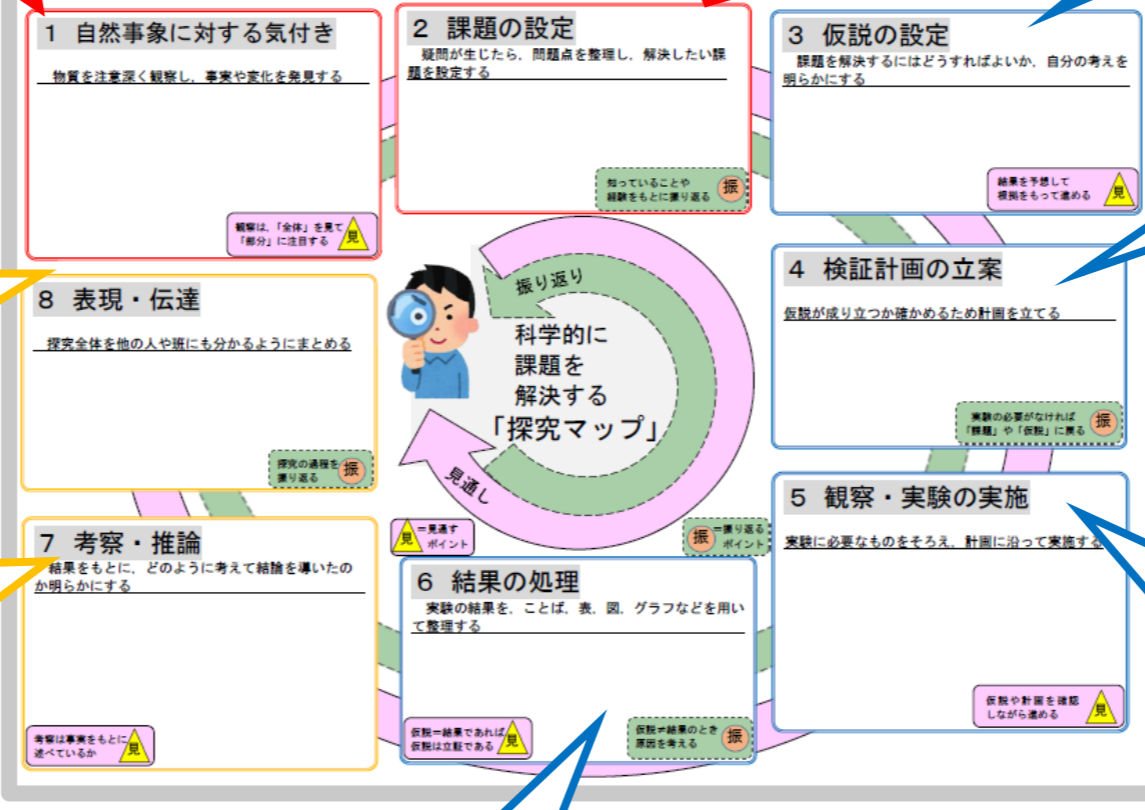 1 自然事象に対する気付き
物質を注意深く観察し，事実や変化を発見する
観察は，「全体」を見て
「部分」に注目する
見
2 課題の設定
疑問が生じたら，問題点を整理し，解決したい課
題を設定する
知っていることや
経験をもとに振り返る
振
3 仮説の設定
課題を解決するにはどうすればよいか，自分の考えを
明らかにする
結果を予想して
根拠をもって進める
見
4 検証計画の立案
仮説が成り立つか確かめるため計画を立てる
実験の必要がなければ
「課題」や「仮説」に戻る
振
5 観察・実験の実施
実験に必要なものをそろえ，計画に沿って実施する
仮説や計画を確認
しながら進める
見
6 結果の処理
実験の結果を，ことば，表，図，グラフなどを用い
て整理する
仮説＝結果であれば
仮説は立証である
見
仮説≠結果のとき
原因を考える
振
7 考察・推論
結果をもとに，どのように考えて結論を導いたの
か明らかにする
考察は事実をもとに
述べているか
見
8 表現・伝達
探究全体を他の人や班にも分かるようにまとめる
探究の過程を
振り返る
振
振り返り
科学的に
課題を
解決する
「探究マップ」
見通し
見
＝見通す
ポイント
振
＝振り返る
ポイント